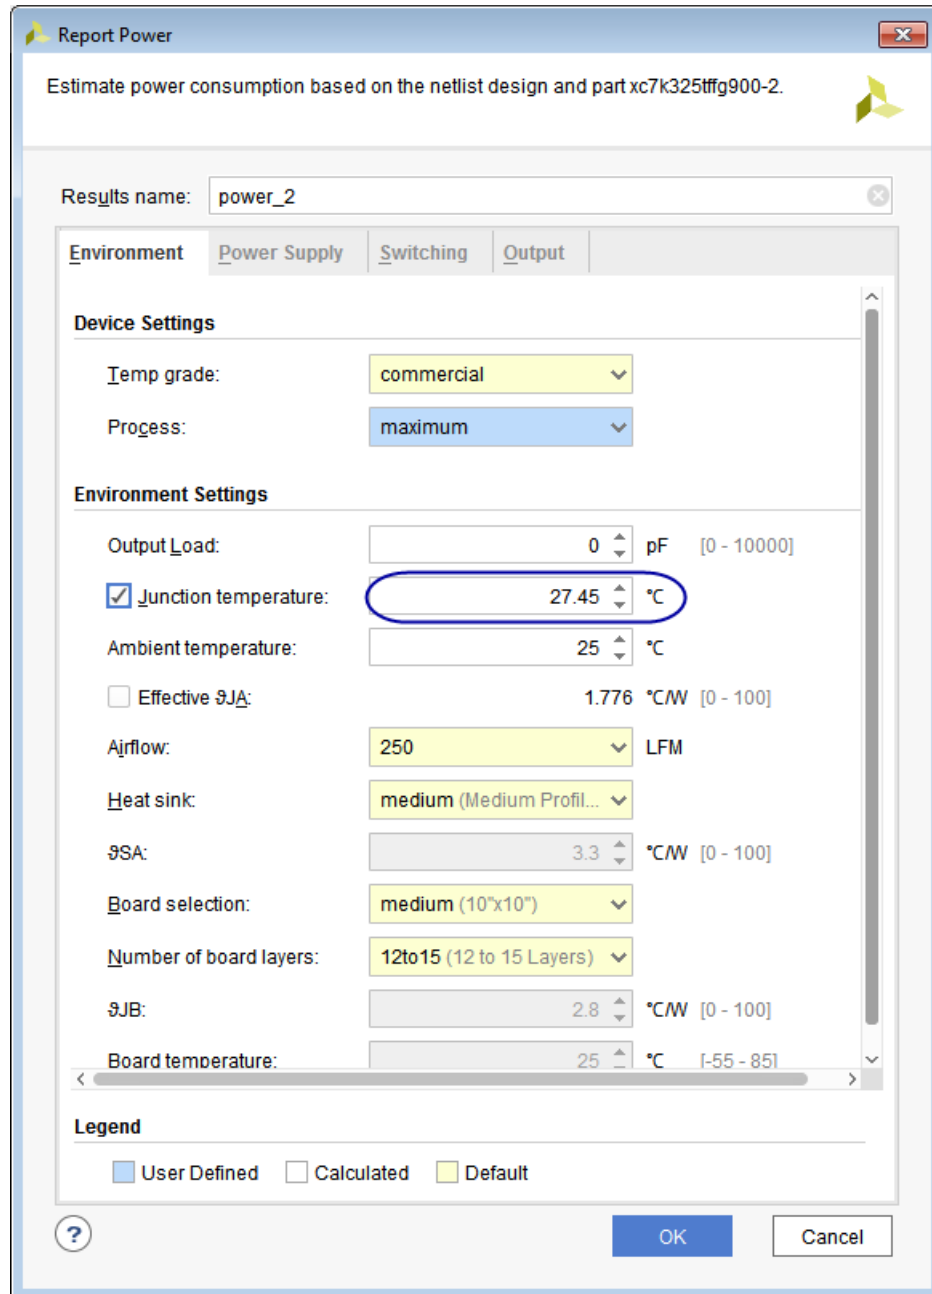 Report Power
Estimate power consumption based on the netlist design and part xc7k325tffg900-2.
Results name: power_2
Environment Power Supply Switching Output
Device Settings
Temp grade: commercial
Process: maximum
Environment Settings
Output Load: 0 pF [0 - 10000]
Junction temperature: 27.45 °C
Ambient temperature: 25 °C
Effective ϑJA: 1.776 °C/W [0 - 100]
Airflow: 250 LFM
Heat sink: medium (Medium Profil...
ϑSA: 3.3 °C/W [0 - 100]
Board selection: medium (10"x10")
Number of board layers: 12to15 (12 to 15 Layers)
ϑJB: 2.8 °C/W [0 - 100]
Board temperature: 25 °C [-55 - 85]
Legend
User Defined Calculated Default
? OK Cancel